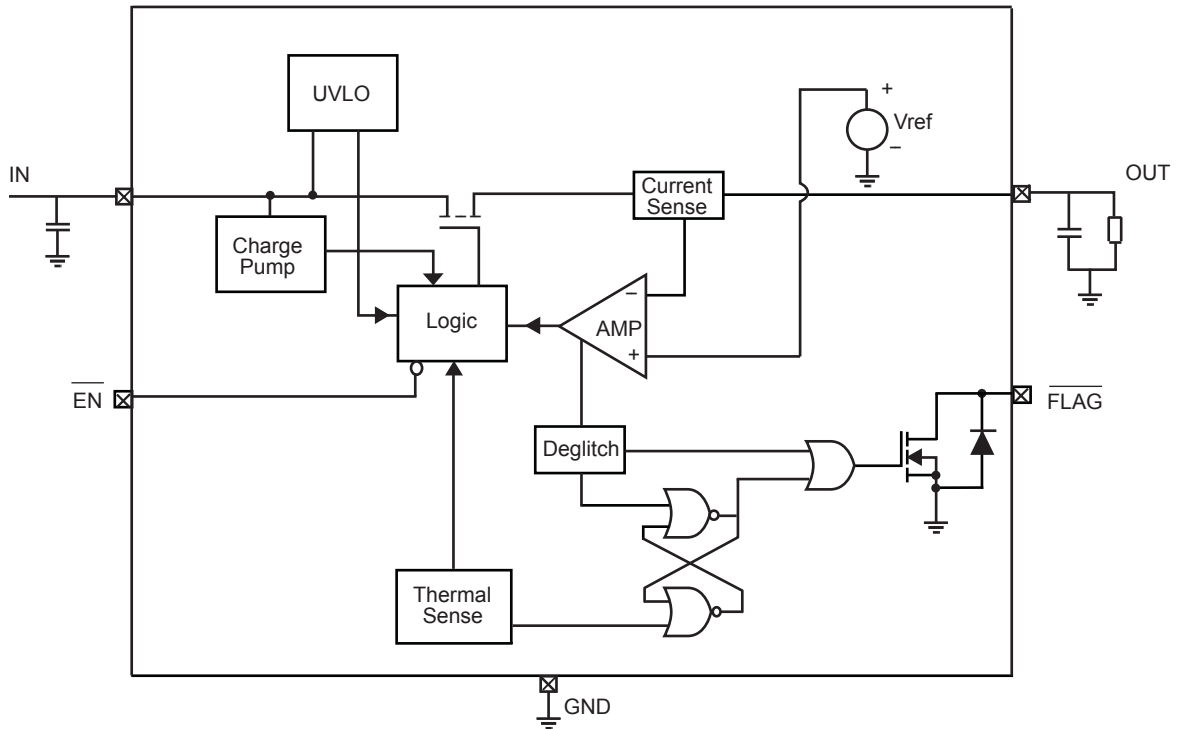 UVLO
+
Vref
–
IN
OUT
Current
Sense
Charge
Pump
Logic
–
AMP
+
EN
FLAG
Deglitch
Thermal
Sense
GND